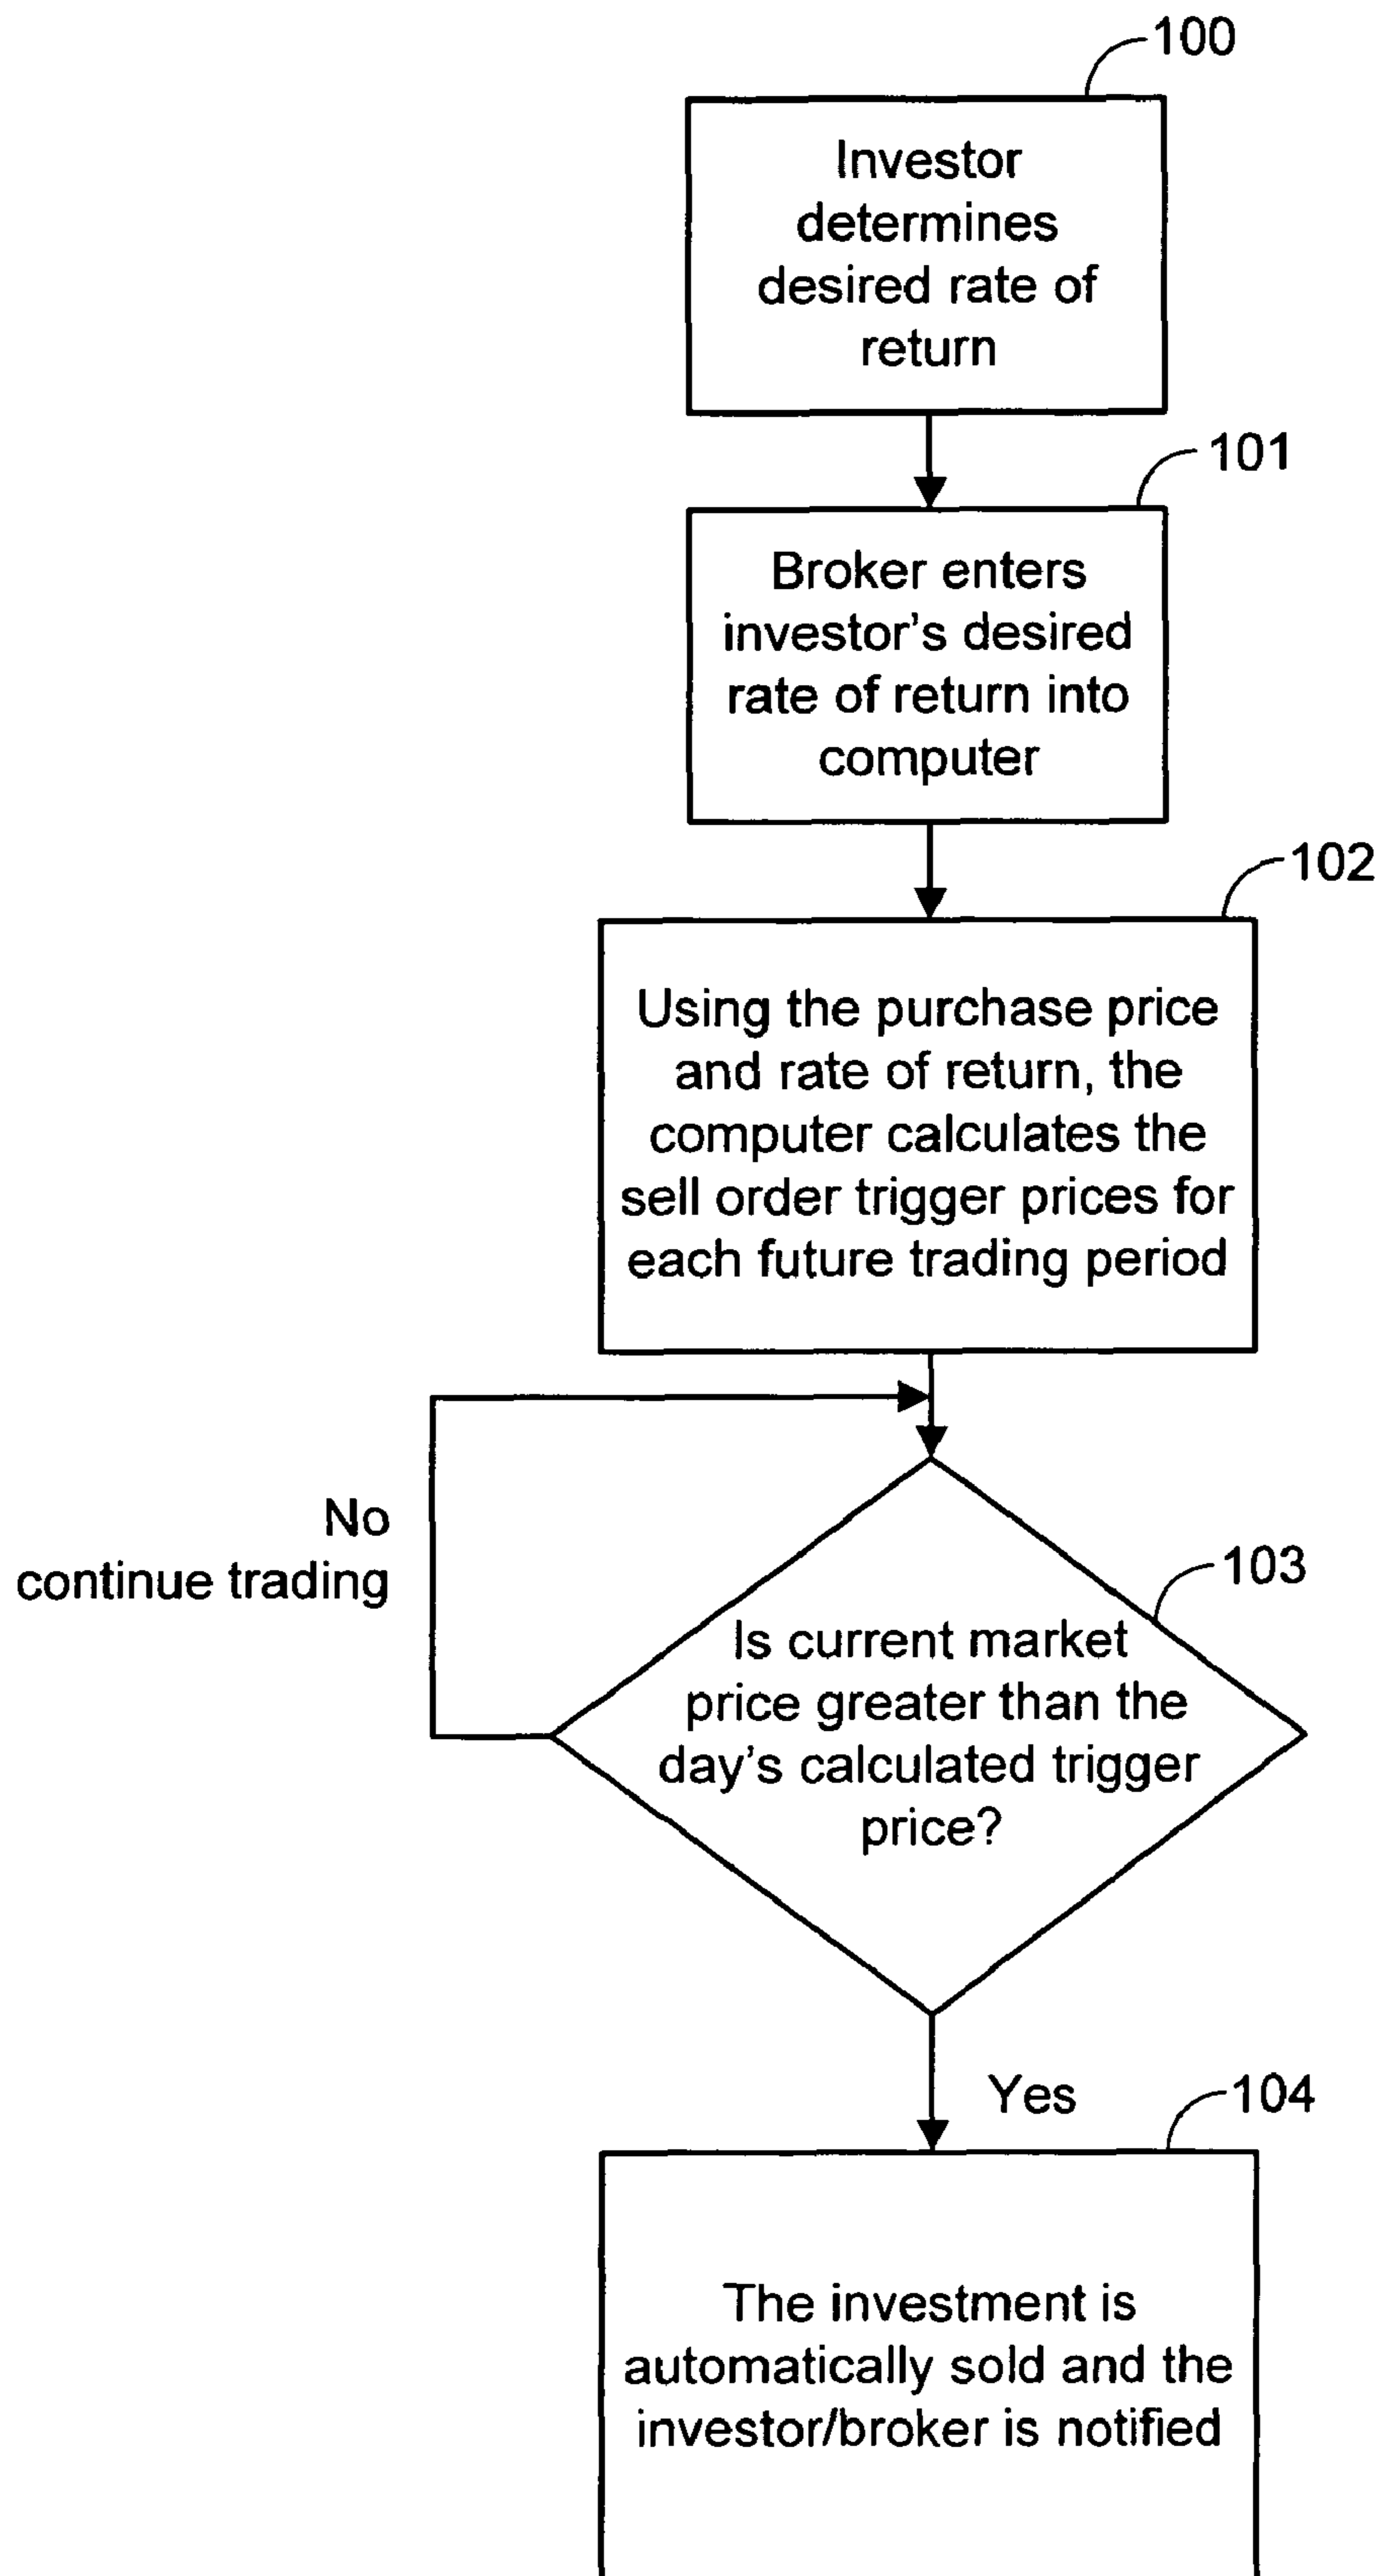 100
Investor
determines
desired rate of
return
101
Broker enters
investor's desired
rate of return into
computer
102
Using the purchase price
and rate of return, the
computer calculates the
sell order trigger prices for
each future trading period
No
continue trading
103
Is current market
price greater than the
day's calculated trigger
price?
Yes
104
The investment is
automatically sold and the
investor/broker is notified